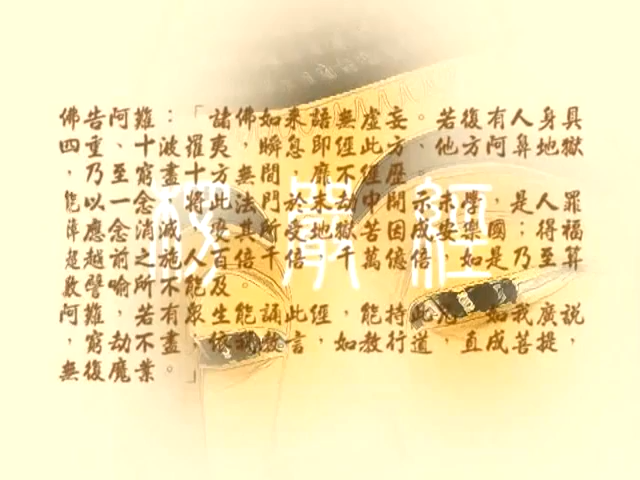 佛告阿難：「諸佛如來語無虛妄。若復有人身具
四重、十波羅夷，瞬息即經此方、他方阿鼻地獄
，乃至窮盡十方無間，靡不經歷。
能以一念，將此法門於末劫中開示未學，是人罪
障應念消滅，變其所受地獄苦因成安樂國；得福
超越前之施人百倍千倍，千萬億倍，如是乃至算
數譬喻所不能及。
阿難，若有眾生能誦此經，能持此咒，如我廣說
，窮劫不盡，依我教言，如教行道，直成菩提，
無復魔業。」
楞嚴經